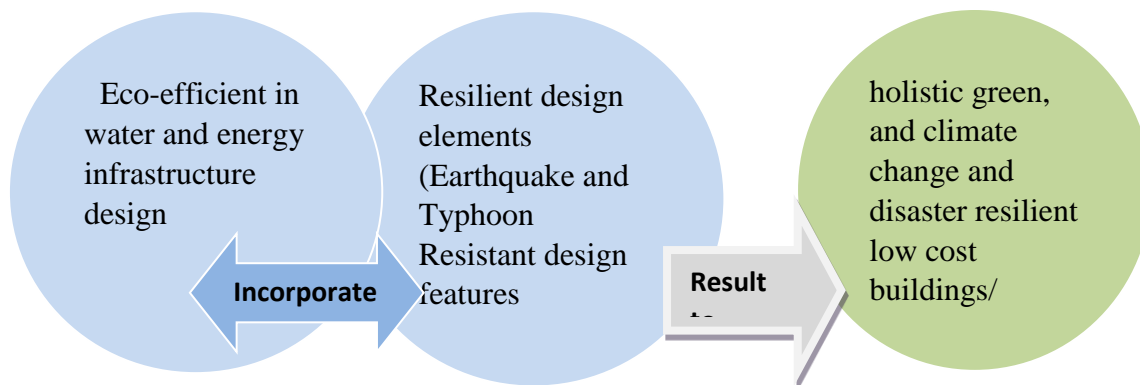 Eco-efficient in
water and energy
infrastructure
design
Incorporate
Resilient design
elements
(Earthquake and
Typhoon
Resistant design
features
Result
holistic green,
and climate
change and
disaster resilient
low cost
buildings/